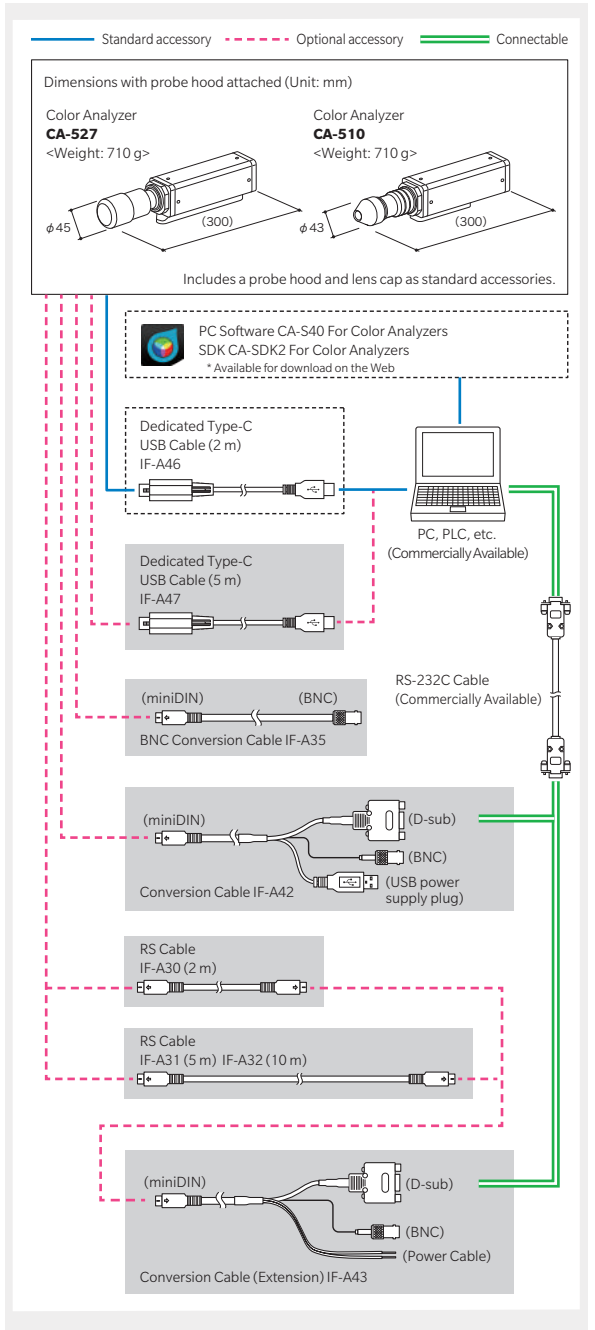 Standard accessory
Optional accessory
Connectable
Dimensions with probe hood attached (Unit: mm)
Color Analyzer
CA-527
<Weight: 710 g>
φ45
(300)
Color Analyzer
CA-510
<Weight: 710 g>
φ43
(300)
Includes a probe hood and lens cap as standard accessories.
PC Software CA-S40 For Color Analyzers
SDK CA-SDK2 For Color Analyzers
* Available for download on the Web
Dedicated Type-C
USB Cable (2 m)
IF-A46
PC, PLC, etc.
(Commercially Available)
Dedicated Type-C
USB Cable (5 m)
IF-A47
RS-232C Cable
(Commercially Available)
(miniDIN)
(BNC)
BNC Conversion Cable IF-A35
(miniDIN)
(D-sub)
(BNC)
(USB power
supply plug)
Conversion Cable IF-A42
RS Cable
IF-A30 (2 m)
RS Cable
IF-A31 (5 m) IF-A32 (10 m)
(miniDIN)
(D-sub)
(BNC)
(Power Cable)
Conversion Cable (Extension) IF-A43